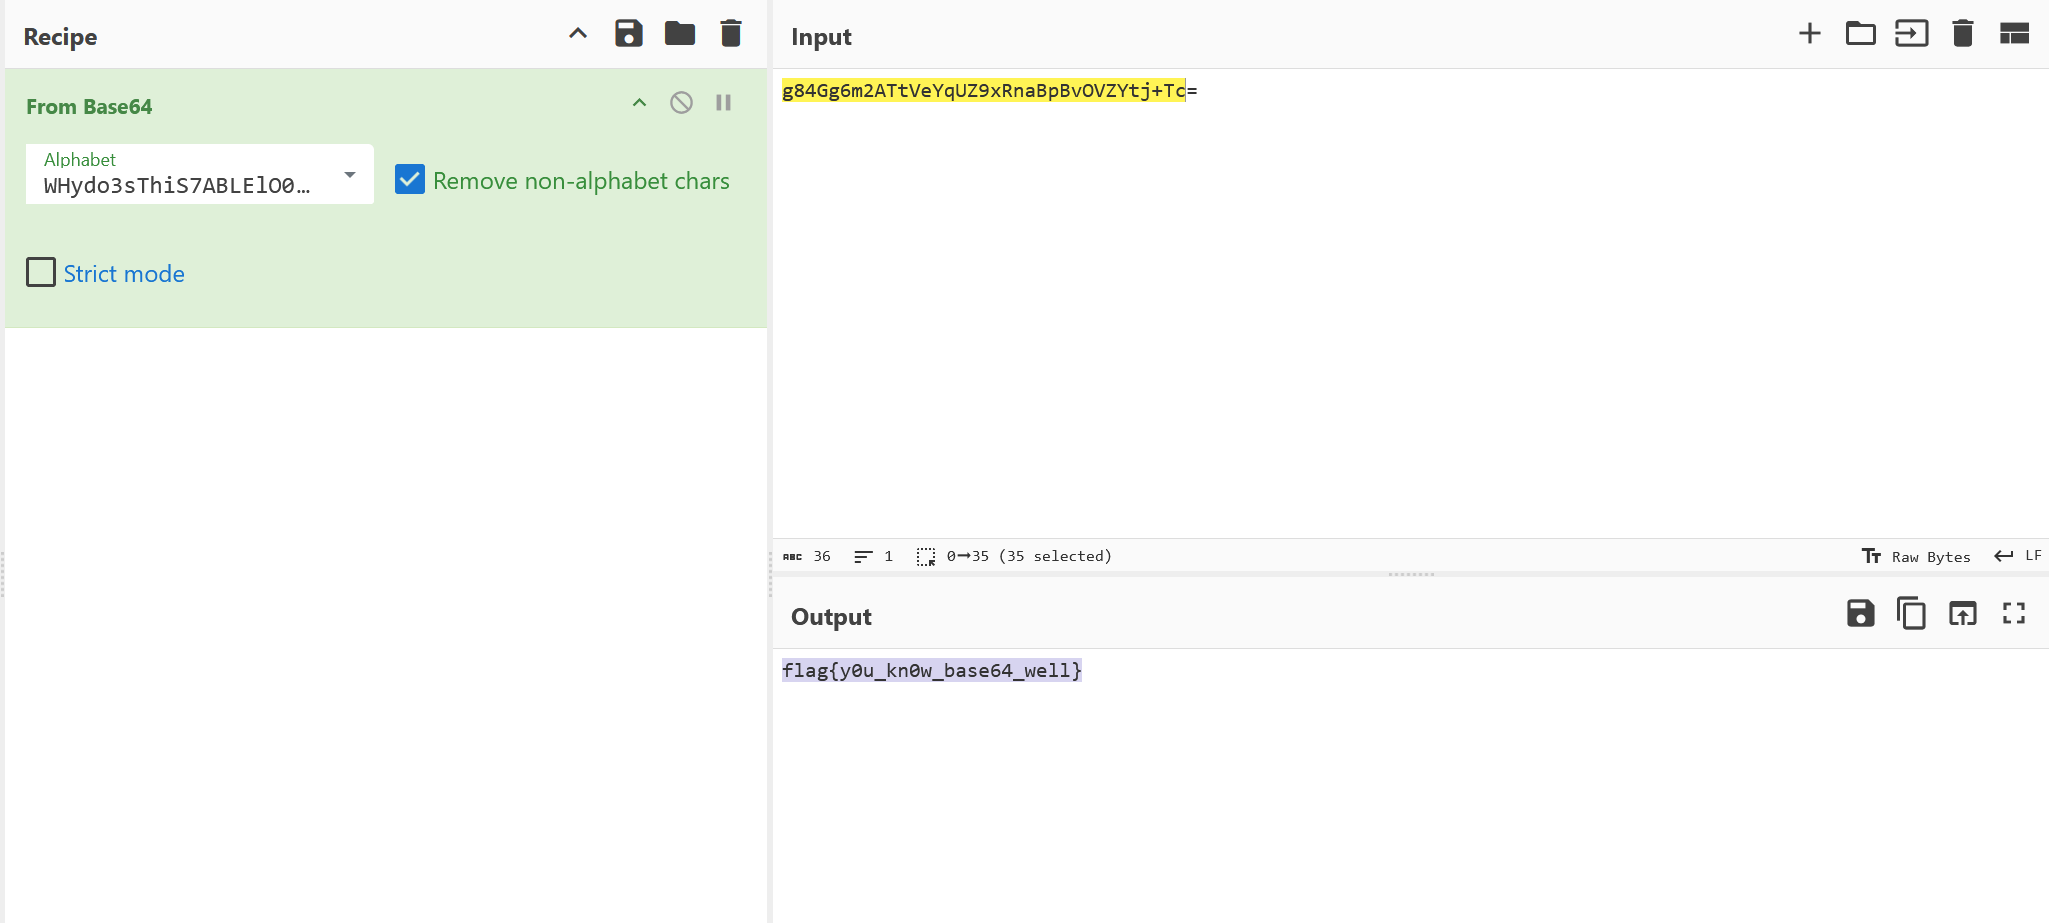 Recipe
From Base64
Alphabet
WHydo3sThiS7ABLElO0...
Remove non-alphabet chars
Strict mode
Input
g84Gg6m2ATtVeYqUZ9xRnaBpBvOVZYtj+Tc=
ABC 36
1
0→35 (35 selected)
Raw Bytes
LF
Output
flag{y0u_kn0w_base64_well}